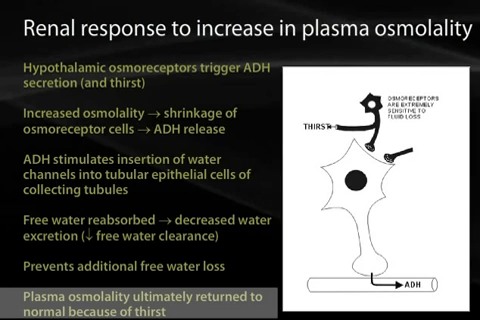 Renal response to increase in plasma osmolality
Hypothalamic osmoreceptors trigger ADH
secretion (and thirst)
Increased osmolality → shrinkage of
osmoreceptor cells → ADH release
ADH stimulates insertion of water
channels into tubular epithelial cells of
collecting tubules
Free water reabsorbed → decreased water
excretion (↓ free water clearance)
Prevents additional free water loss
Plasma osmolality ultimately returned to
normal because of thirst
OSMORECEPTORS
ARE EXTREMELY
SENSITIVE TO
FLUID LOSS
THIRST
ADH